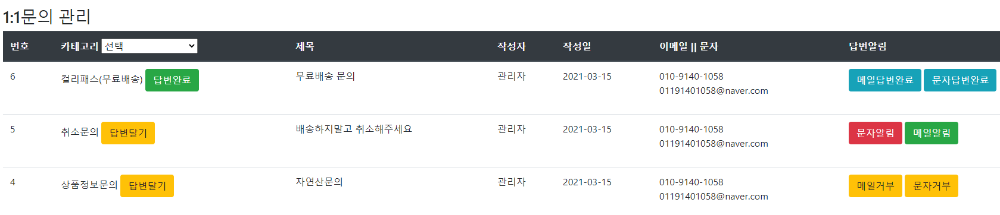 1:1문의 관리
번호 카테고리 선택 제목 작성자 작성일 이메일 || 문자 답변알림
6 컬리패스(무료배송) 답변완료 무료배송 문의 관리자 2021-03-15 010-9140-1058 메일답변완료 문자답변완료
01191401058@naver.com
5 취소문의 답변달기 배송하지말고 취소해주세요 관리자 2021-03-15 010-9140-1058 문자알림 메일알림
01191401058@naver.com
4 상품정보문의 답변달기 자연산문의 관리자 2021-03-15 010-9140-1058 메일거부 문자거부
01191401058@naver.com